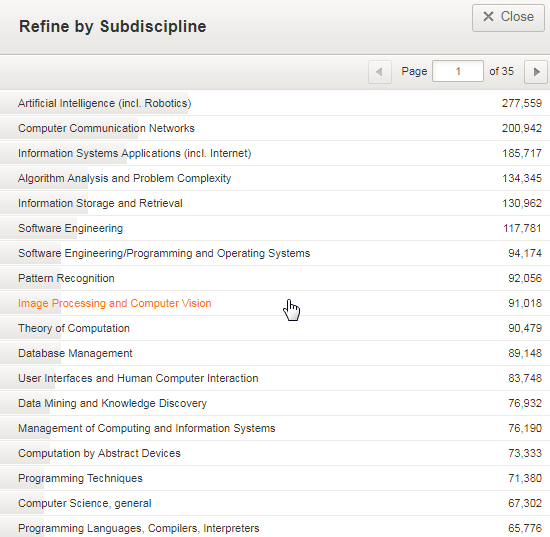 Refine by Subdiscipline
Close
Page 1 of 35
Artificial Intelligence (incl. Robotics) 277,559
Computer Communication Networks 200,942
Information Systems Applications (incl. Internet) 185,717
Algorithm Analysis and Problem Complexity 134,345
Information Storage and Retrieval 130,962
Software Engineering 117,781
Software Engineering/Programming and Operating Systems 94,174
Pattern Recognition 92,056
Image Processing and Computer Vision 91,018
Theory of Computation 90,479
Database Management 89,148
User Interfaces and Human Computer Interaction 83,748
Data Mining and Knowledge Discovery 76,932
Management of Computing and Information Systems 76,190
Computation by Abstract Devices 73,333
Programming Techniques 71,380
Computer Science, general 67,302
Programming Languages, Compilers, Interpreters 65,776